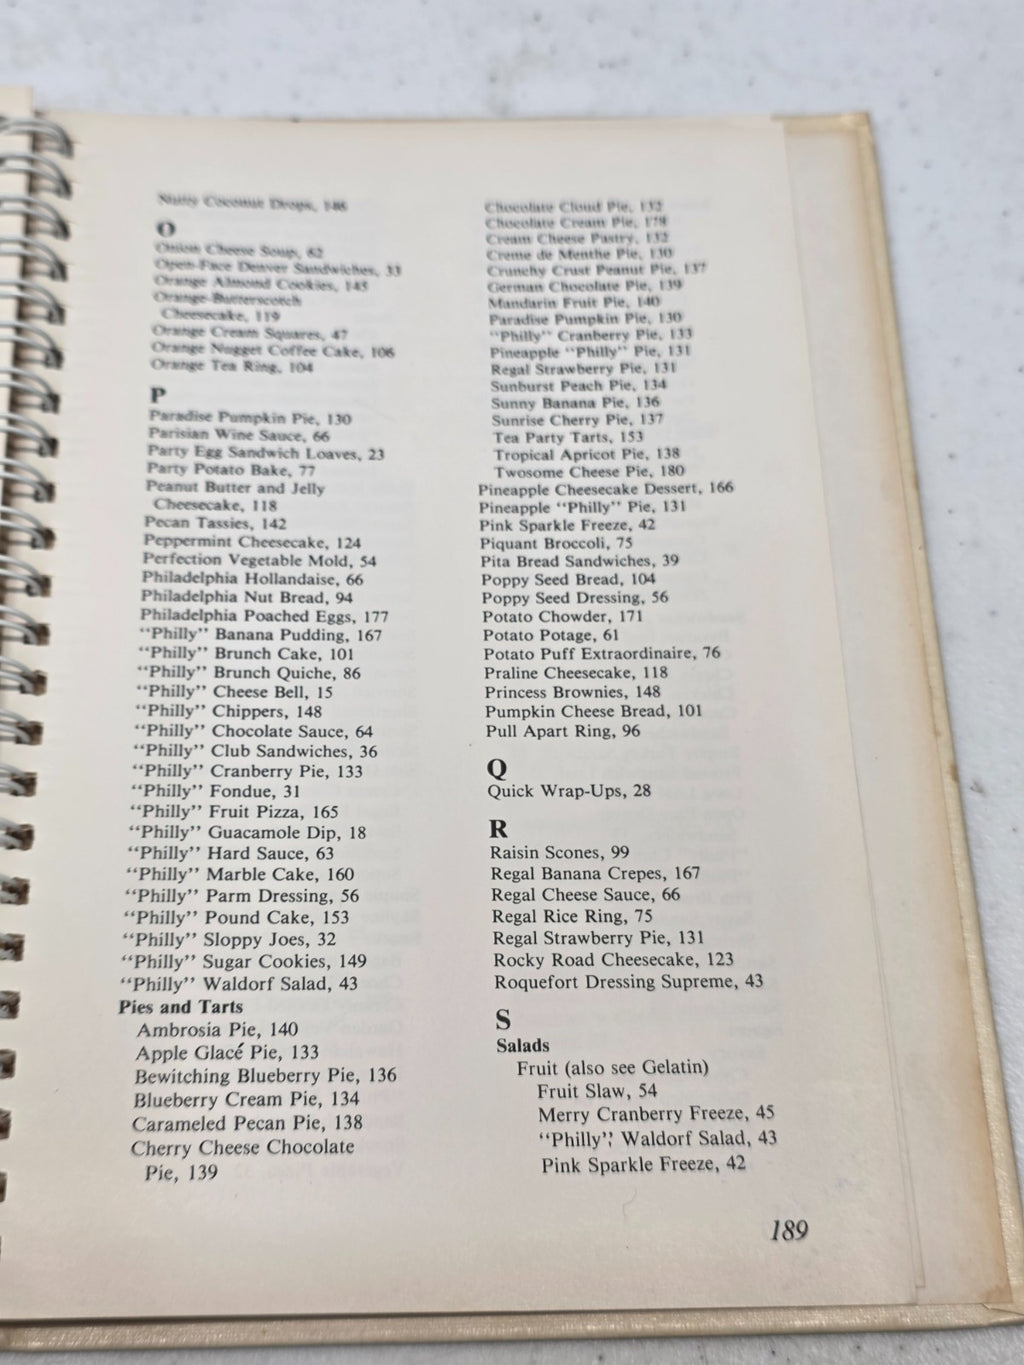 Nutty Coconut Drops, 146
O
Onion Cheese Soup, 62
Open-Face Denver Sandwiches, 33
Orange Almond Cookies, 145
Orange-Butterscotch
Cheesecake, 119
Orange Cream Squares, 47
Orange Nugget Coffee Cake, 106
Orange Tea Ring, 104
P
Paradise Pumpkin Pie, 130
Parisian Wine Sauce, 66
Party Egg Sandwich Loaves, 23
Party Potato Bake, 77
Peanut Butter and Jelly
Cheesecake, 118
Pecan Tassies, 142
Peppermint Cheesecake, 124
Perfection Vegetable Mold, 54
Philadelphia Hollandaise, 66
Philadelphia Nut Bread, 94
Philadelphia Poached Eggs, 177
“Philly” Banana Pudding, 167
“Philly” Brunch Cake, 101
“Philly” Brunch Quiche, 86
“Philly” Cheese Bell, 15
“Philly” Chippers, 148
“Philly” Chocolate Sauce, 64
“Philly” Club Sandwiches, 36
“Philly” Cranberry Pie, 133
“Philly” Fondue, 31
“Philly” Fruit Pizza, 165
“Philly” Guacamole Dip, 18
“Philly” Hard Sauce, 63
“Philly” Marble Cake, 160
“Philly” Parm Dressing, 56
“Philly” Pound Cake, 153
“Philly” Sloppy Joes, 32
“Philly” Sugar Cookies, 149
“Philly” Waldorf Salad, 43
Pies and Tarts
Ambrosia Pie, 140
Apple Glacé Pie, 133
Bewitching Blueberry Pie, 136
Blueberry Cream Pie, 134
Carameled Pecan Pie, 138
Cherry Cheese Chocolate
Pie, 139
Chocolate Cloud Pie, 132
Chocolate Cream Pie, 178
Cream Cheese Pastry, 132
Creme de Menthe Pie, 130
Crunchy Crust Peanut Pie, 137
German Chocolate Pie, 139
Mandarin Fruit Pie, 140
Paradise Pumpkin Pie, 130
“Philly” Cranberry Pie, 133
Pineapple “Philly” Pie, 131
Regal Strawberry Pie, 131
Sunburst Peach Pie, 134
Sunny Banana Pie, 136
Sunrise Cherry Pie, 137
Tea Party Tarts, 153
Tropical Apricot Pie, 138
Twosome Cheese Pie, 180
Pineapple Cheesecake Dessert, 166
Pineapple “Philly” Pie, 131
Pink Sparkle Freeze, 42
Piquant Broccoli, 75
Pita Bread Sandwiches, 39
Poppy Seed Bread, 104
Poppy Seed Dressing, 56
Potato Chowder, 171
Potato Potage, 61
Potato Puff Extraordinaire, 76
Praline Cheesecake, 118
Princess Brownies, 148
Pumpkin Cheese Bread, 101
Pull Apart Ring, 96
Q
Quick Wrap-Ups, 28
R
Raisin Scones, 99
Regal Banana Crepes, 167
Regal Cheese Sauce, 66
Regal Rice Ring, 75
Regal Strawberry Pie, 131
Rocky Road Cheesecake, 123
Roquefort Dressing Supreme, 43
S
Salads
Fruit (also see Gelatin)
Fruit Slaw, 54
Merry Cranberry Freeze, 45
“Philly” Waldorf Salad, 43
Pink Sparkle Freeze, 42
189